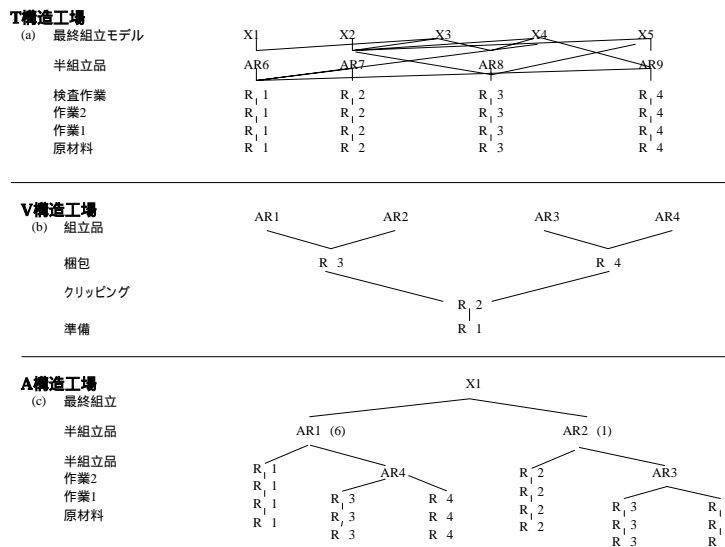 T構造工場
(a) 最終組立モデル X1 X2 X3 X4 X5
半組立品 AR6 AR7 AR8 AR9
検査作業 R 1 R 2 R 3 R 4
作業2 R 1 R 2 R 3 R 4
作業1 R 1 R 2 R 3 R 4
原材料 R 1 R 2 R 3 R 4
V構造工場
(b) 組立品 AR1 AR2 AR3 AR4
梱包 R 3 R 4
クリッピング
R 2
準備 R 1
A構造工場
X1
(c) 最終組立
半組立品 AR1 (6) AR2 (1)
半組立品 R 1 AR4 R 2 AR3
作業2 R 1 R 2
作業1 R 1 R 3 R 4 R 2 R 3 R
原材料 R 1 R 3 R 4 R 2 R 3 R
R 3 R 4 R 3 R